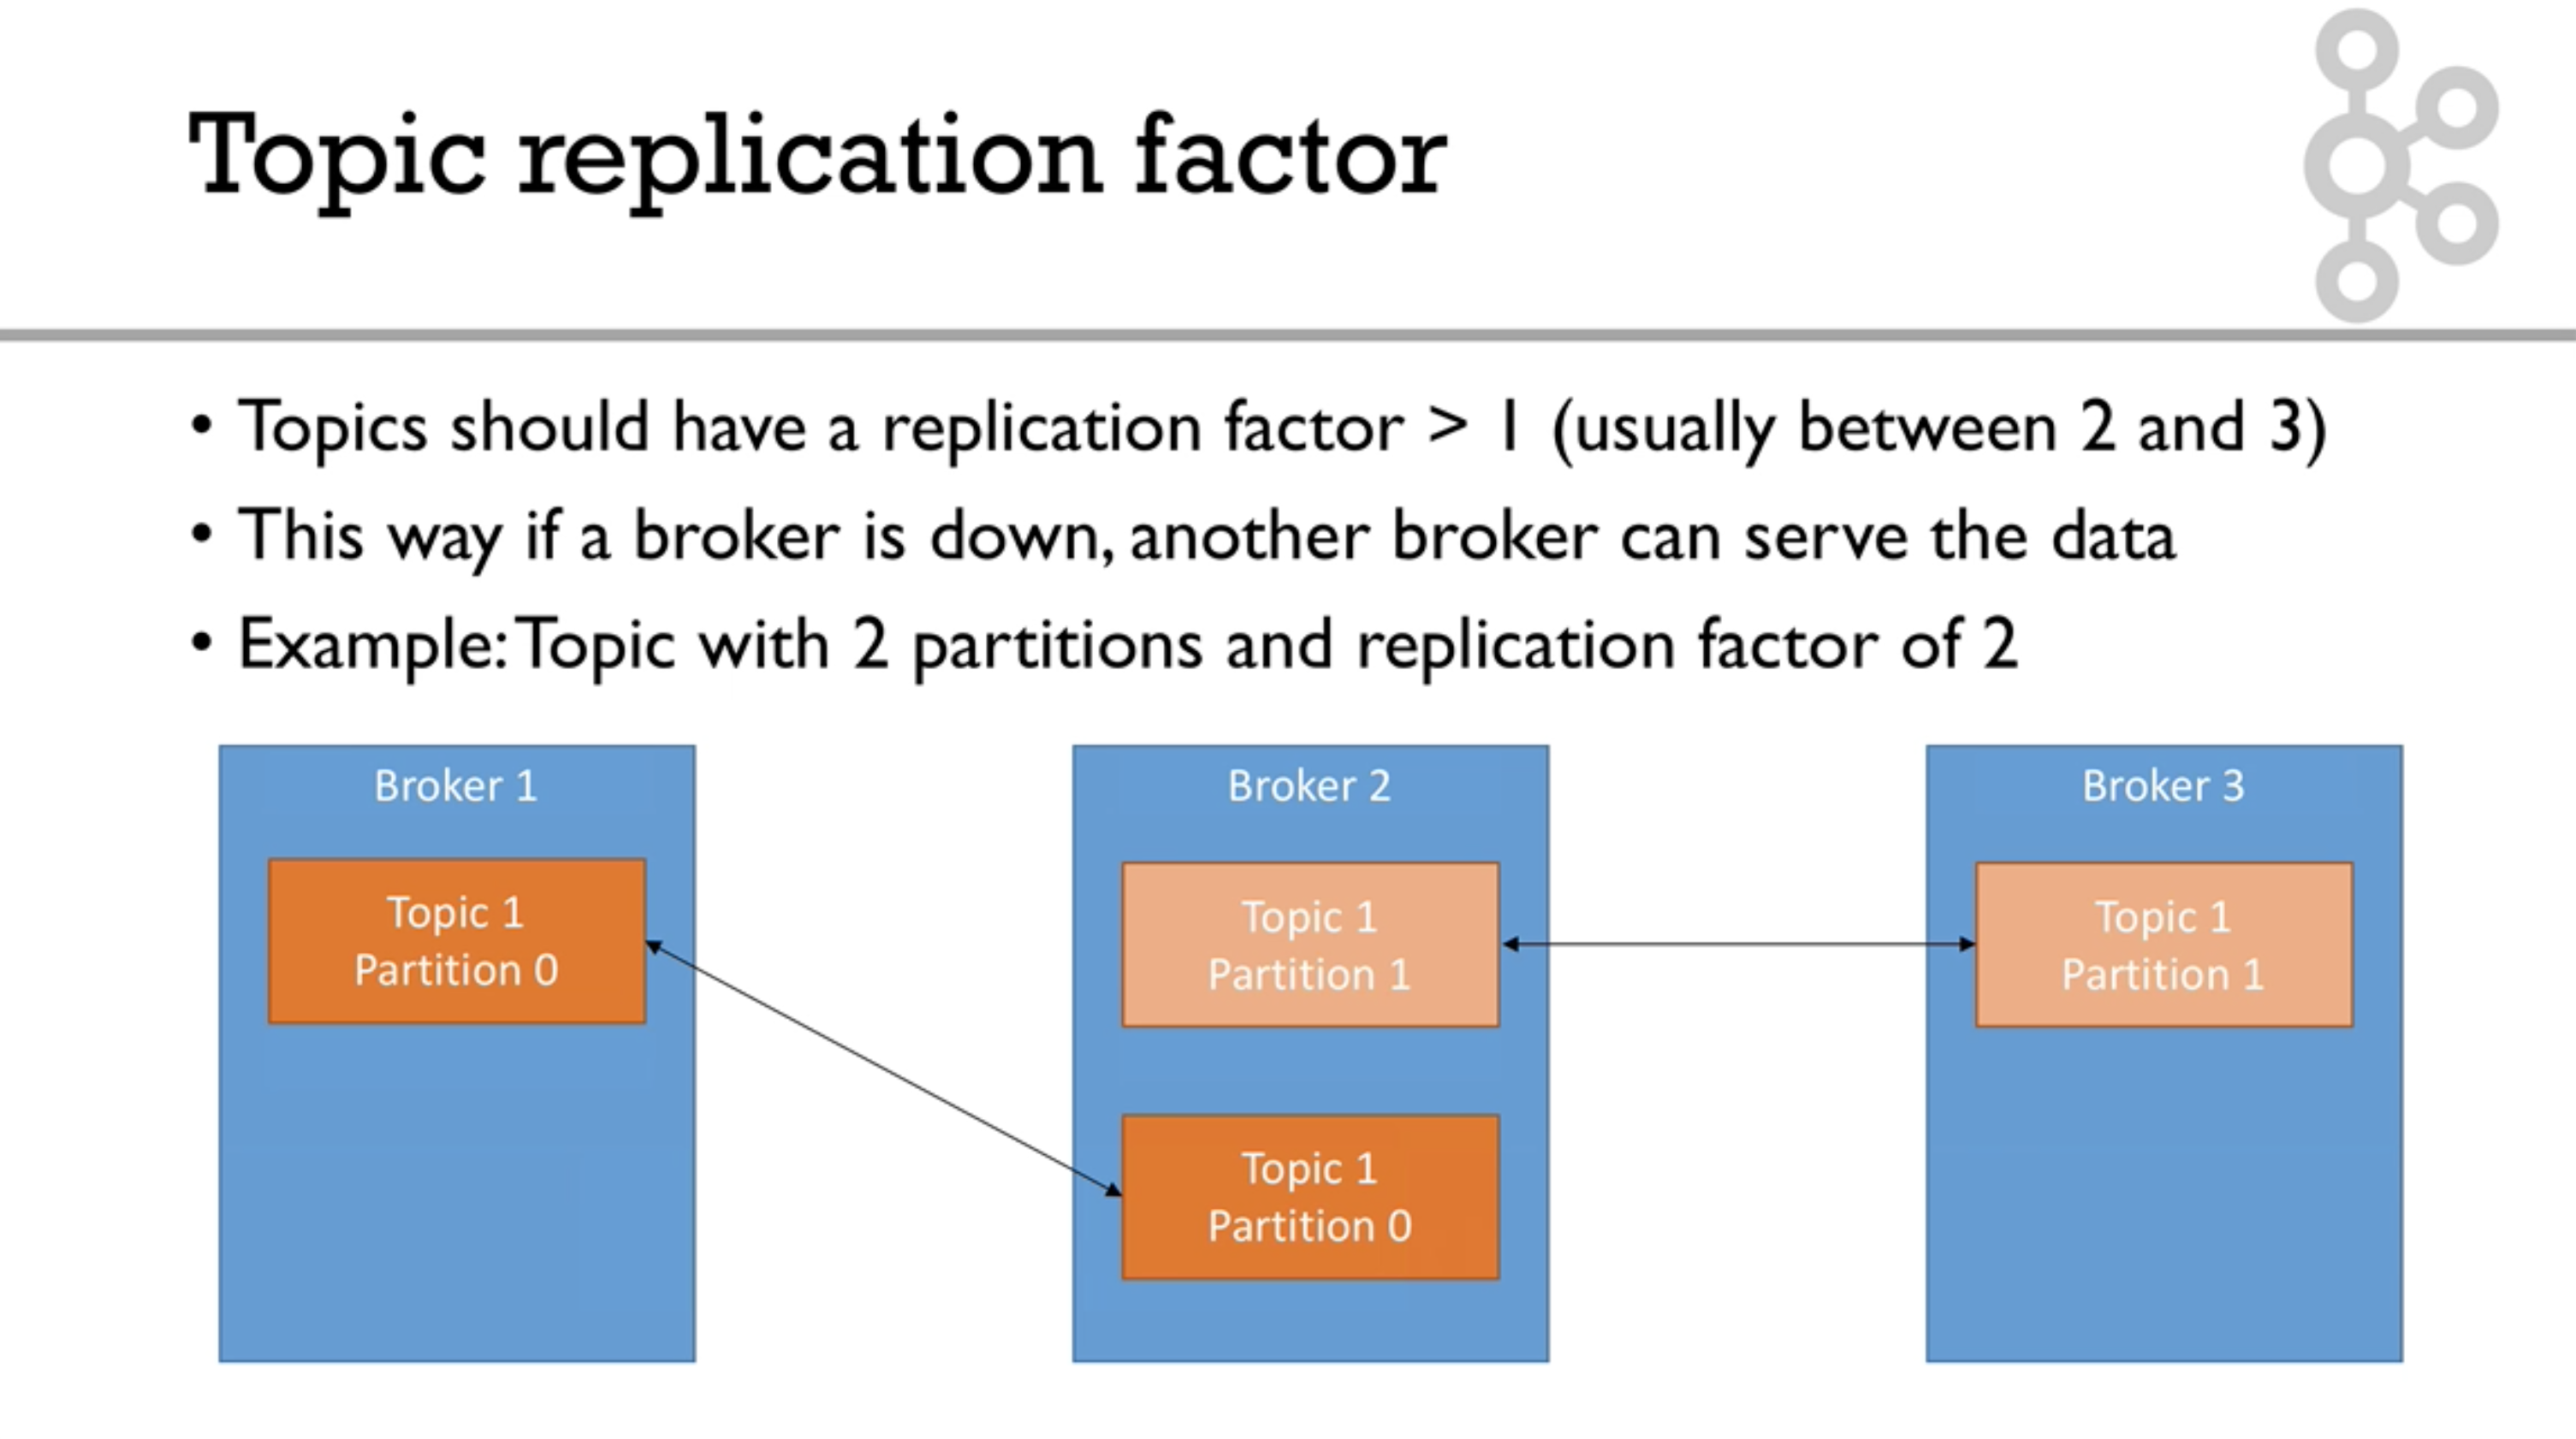 Topic replication factor
• Topics should have a replication factor > 1 (usually between 2 and 3)
• This way if a broker is down, another broker can serve the data
• Example: Topic with 2 partitions and replication factor of 2
Broker 1
Topic 1
Partition 0
Broker 2
Topic 1
Partition 1
Topic 1
Partition 0
Broker 3
Topic 1
Partition 1